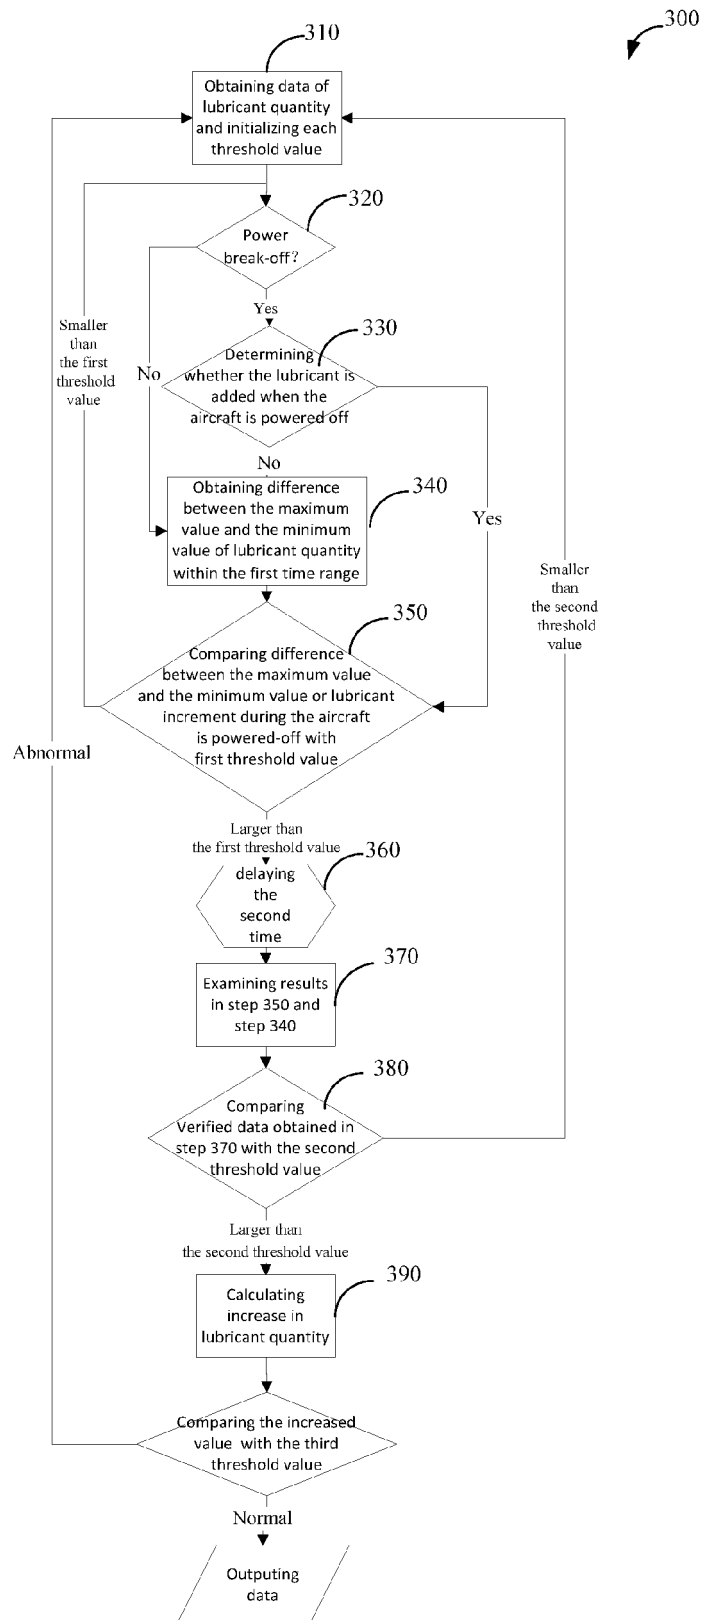 300
310
Obtaining data of
lubricant quantity
and initializing each
threshold value
320
Power
break-off?
Yes
330
Smaller
than
the first
threshold
value
No
Determining
whether the lubricant is
added when the
aircraft is powered off
No
340
Obtaining difference
between the maximum
value and the minimum
value of lubricant quantity
within the first time range
Yes
Smaller
than
the second
threshold
value
350
Comparing difference
between the maximum value
and the minimum value or lubricant
increment during the aircraft
is powered-off with
first threshold value
Abnormal
Larger than
the first threshold value
360
delaying
the
second
time
370
Examining results
in step 350 and
step 340
380
Comparing
Verified data obtained in
step 370 with the second
threshold value
Larger than
the second threshold value
390
Calculating
increase in
lubricant quantity
Comparing the increased
value with the third
threshold value
Normal
Outputing
data